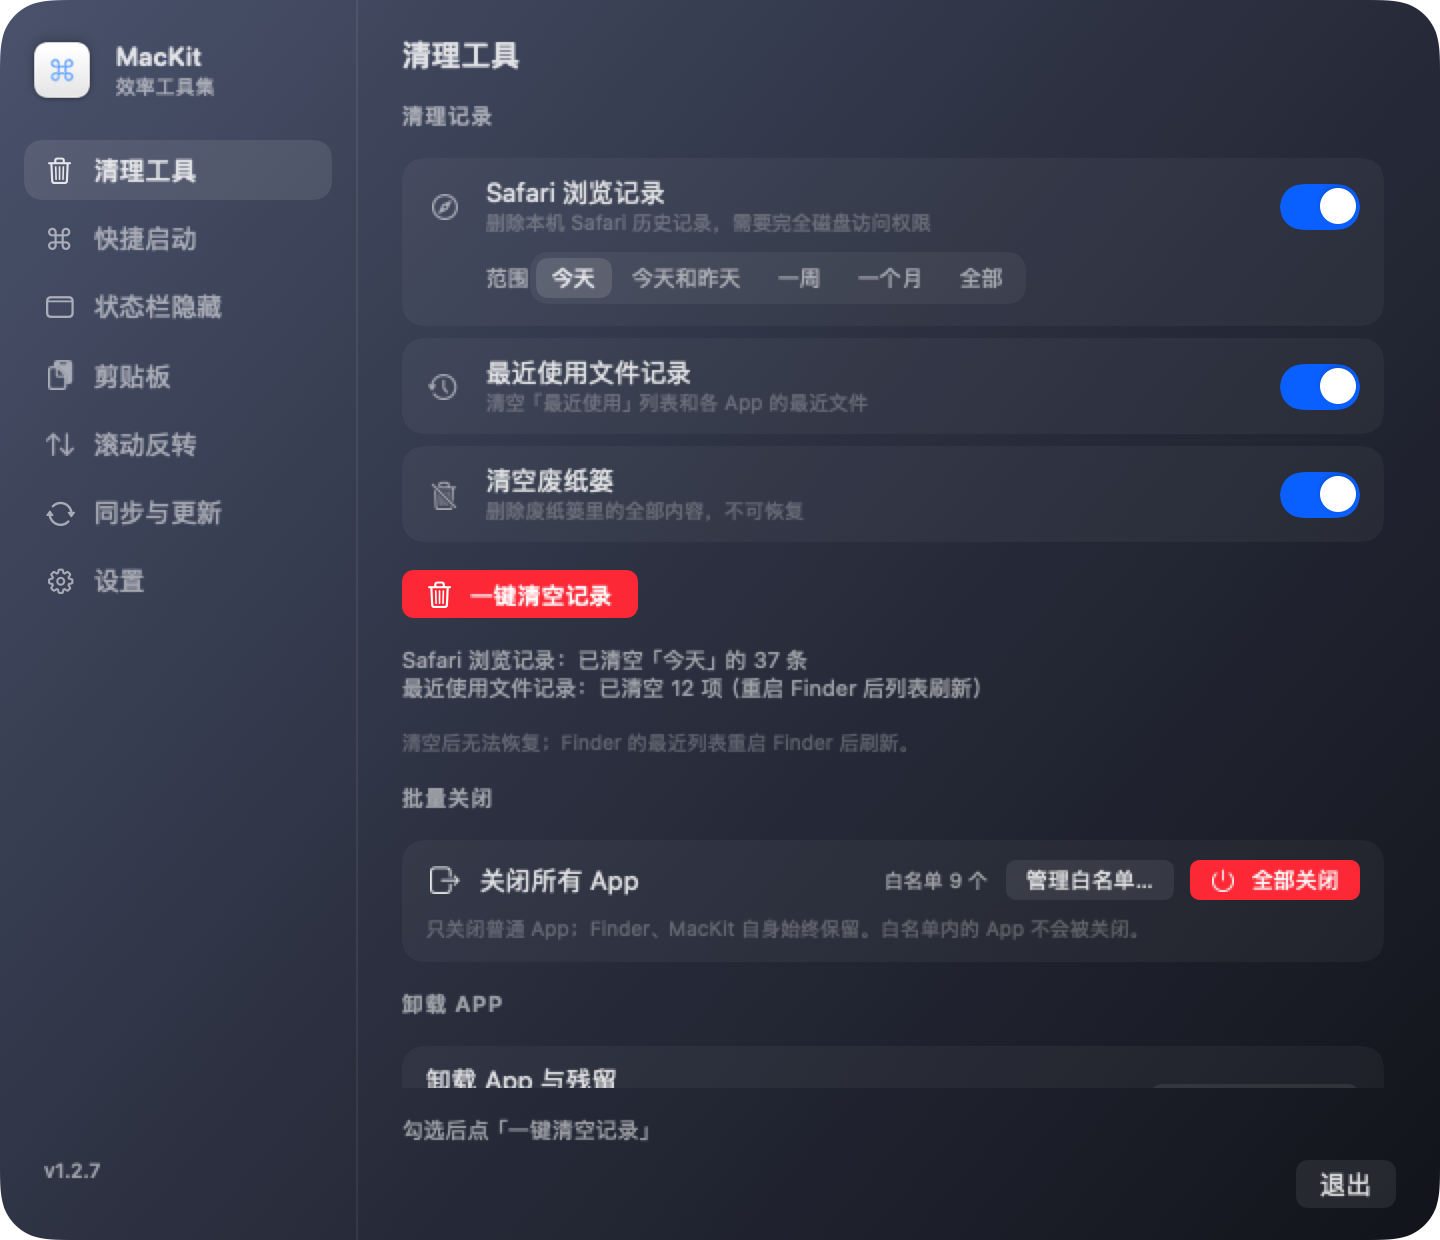 MacKit
效率工具集
清理工具
快捷启动
状态栏隐藏
剪贴板
滚动反转
同步与更新
设置
v1.2.7
清理工具
清理记录
Safari 浏览记录
删除本机 Safari 历史记录，需要完全磁盘访问权限
范围 今天 今天和昨天 一周 一个月 全部
最近使用文件记录
清空「最近使用」列表和各 App 的最近文件
清空废纸篓
删除废纸篓里的全部内容，不可恢复
一键清空记录
Safari 浏览记录：已清空「今天」的 37 条
最近使用文件记录：已清空 12 项（重启 Finder 后列表刷新）
清空后无法恢复；Finder 的最近列表重启 Finder 后刷新。
批量关闭
关闭所有 App 白名单 9 个 管理白名单... 全部关闭
只关闭普通 App；Finder、MacKit 自身始终保留。白名单内的 App 不会被关闭。
卸载 APP
卸载 App 与残留
勾选后点「一键清空记录」
退出